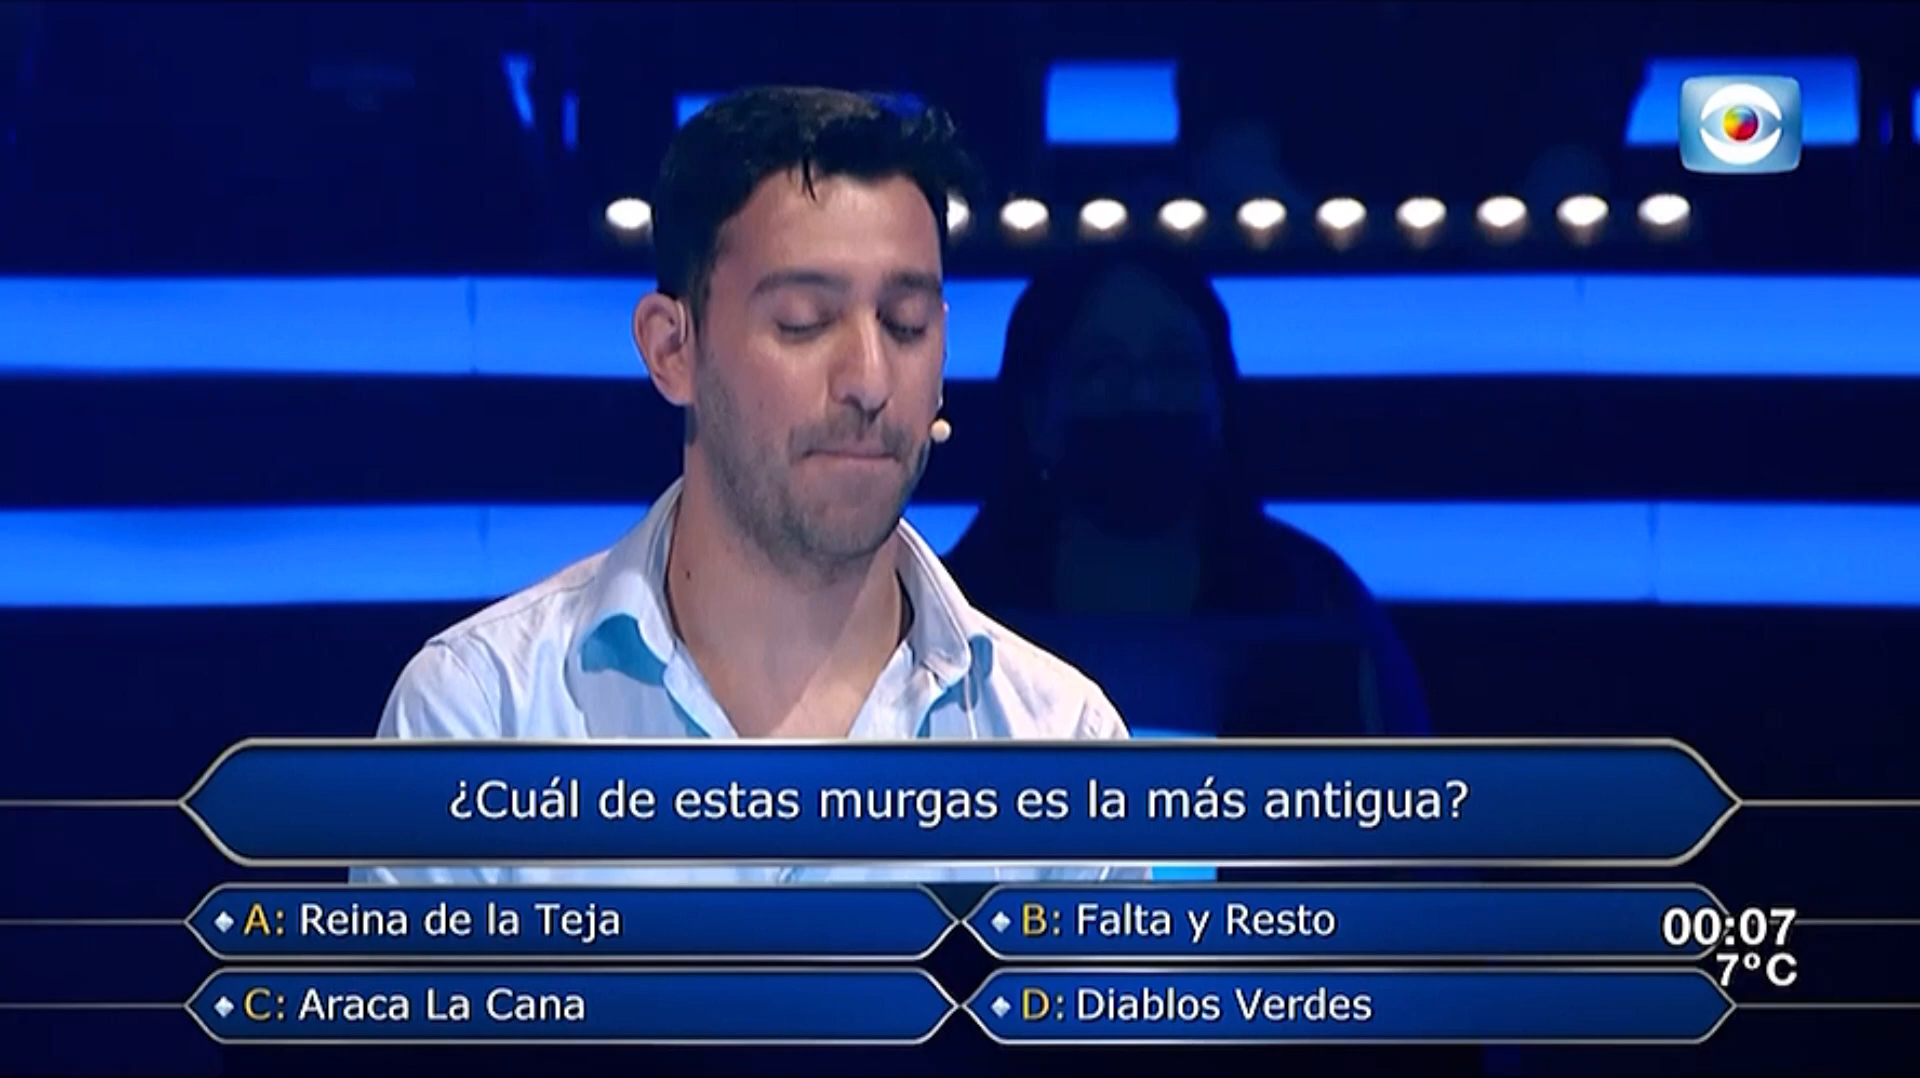 ¿Cuál de estas murgas es la más antigua?
A: Reina de la Teja
B: Falta y Resto
C: Araca La Cana
D: Diablos Verdes
00:07
7°C